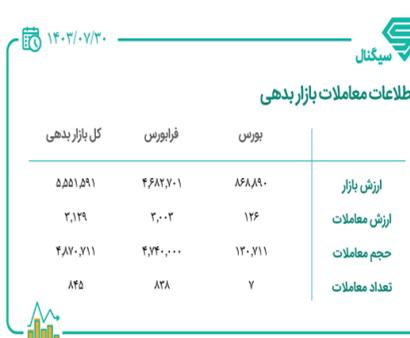 ۱۴۰۳/۰۷/۳۰
سیگنال
طلاعات معاملات بازار بدهی
بورس فرابورس کل بازار بدهی
ارزش بازار ۸۶۸,۸۹۰ ۴,۶۸۲,۷۰۱ ۵,۵۵۱,۵۹۱
ارزش معاملات ۱۲۶ ۳,۰۰۳ ۳,۱۲۹
حجم معاملات ۱۳۰,۷۱۱ ۴,۷۴۰,۰۰۰ ۴,۸۷۰,۷۱۱
تعداد معاملات ۷ ۸۳۸ ۸۴۵